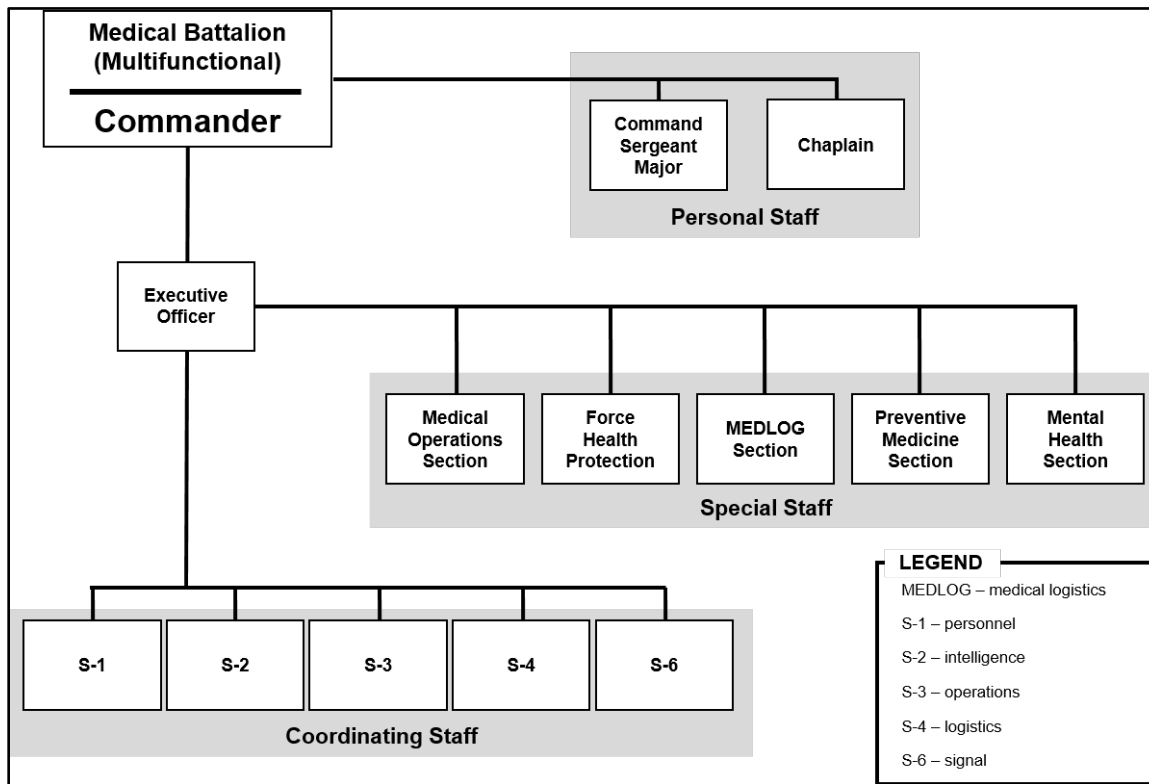 Medical Battalion
(Multifunctional)
Commander
Command
Sergeant
Major
Chaplain
Personal Staff
Executive
Officer
Medical
Operations
Section
Force
Health
Protection
MEDLOG
Section
Preventive
Medicine
Section
Mental
Health
Section
Special Staff
S-1
S-2
S-3
S-4
S-6
Coordinating Staff
LEGEND
MEDLOG – medical logistics
S-1 – personnel
S-2 – intelligence
S-3 – operations
S-4 – logistics
S-6 – signal